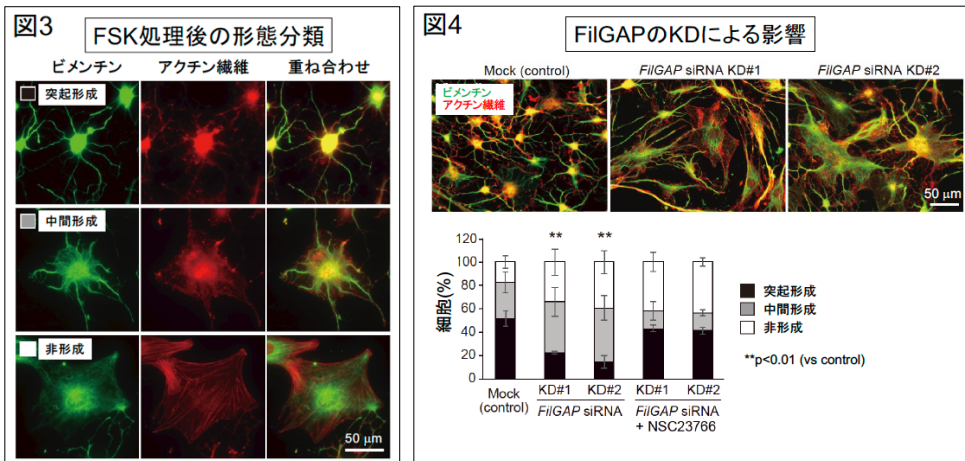 図3
FSK処理後の形態分類
ビメンチン アクチン繊維 重ね合わせ
突起形成
中間形成
非形成
50 μm
図4
FilGAPのKDによる影響
Mock (control) FilGAP siRNA KD#1 FilGAP siRNA KD#2
ビメンチン
アクチン繊維
50 μm
細胞(%)
120
100
80
60
40
20
0
** **
突起形成
中間形成
非形成
**p<0.01 (vs control)
Mock
(control)
KD#1 KD#2 KD#1 KD#2
FilGAP siRNA FilGAP siRNA
+ NSC23766